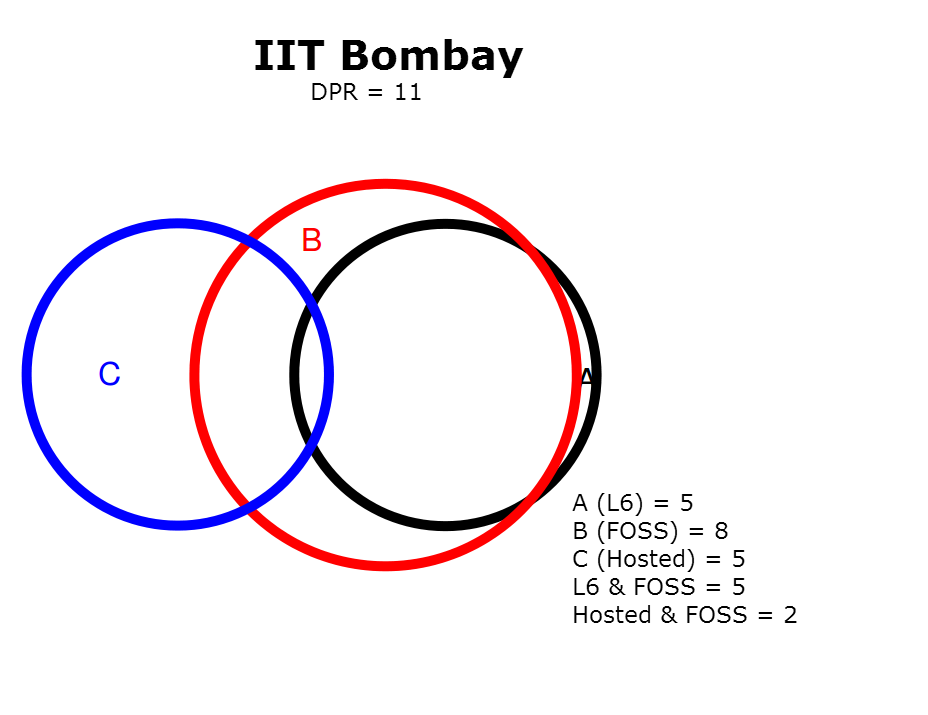 IIT Bombay
DPR = 11
B
C
A
A (L6) = 5
B (FOSS) = 8
C (Hosted) = 5
L6 & FOSS = 5
Hosted & FOSS = 2